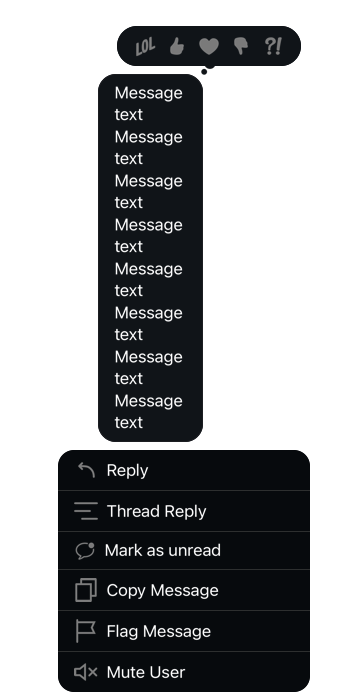 LOL ?!
Message
text
Message
text
Message
text
Message
text
Message
text
Message
text
Message
text
Message
text
Reply
Thread Reply
Mark as unread
Copy Message
Flag Message
Mute User